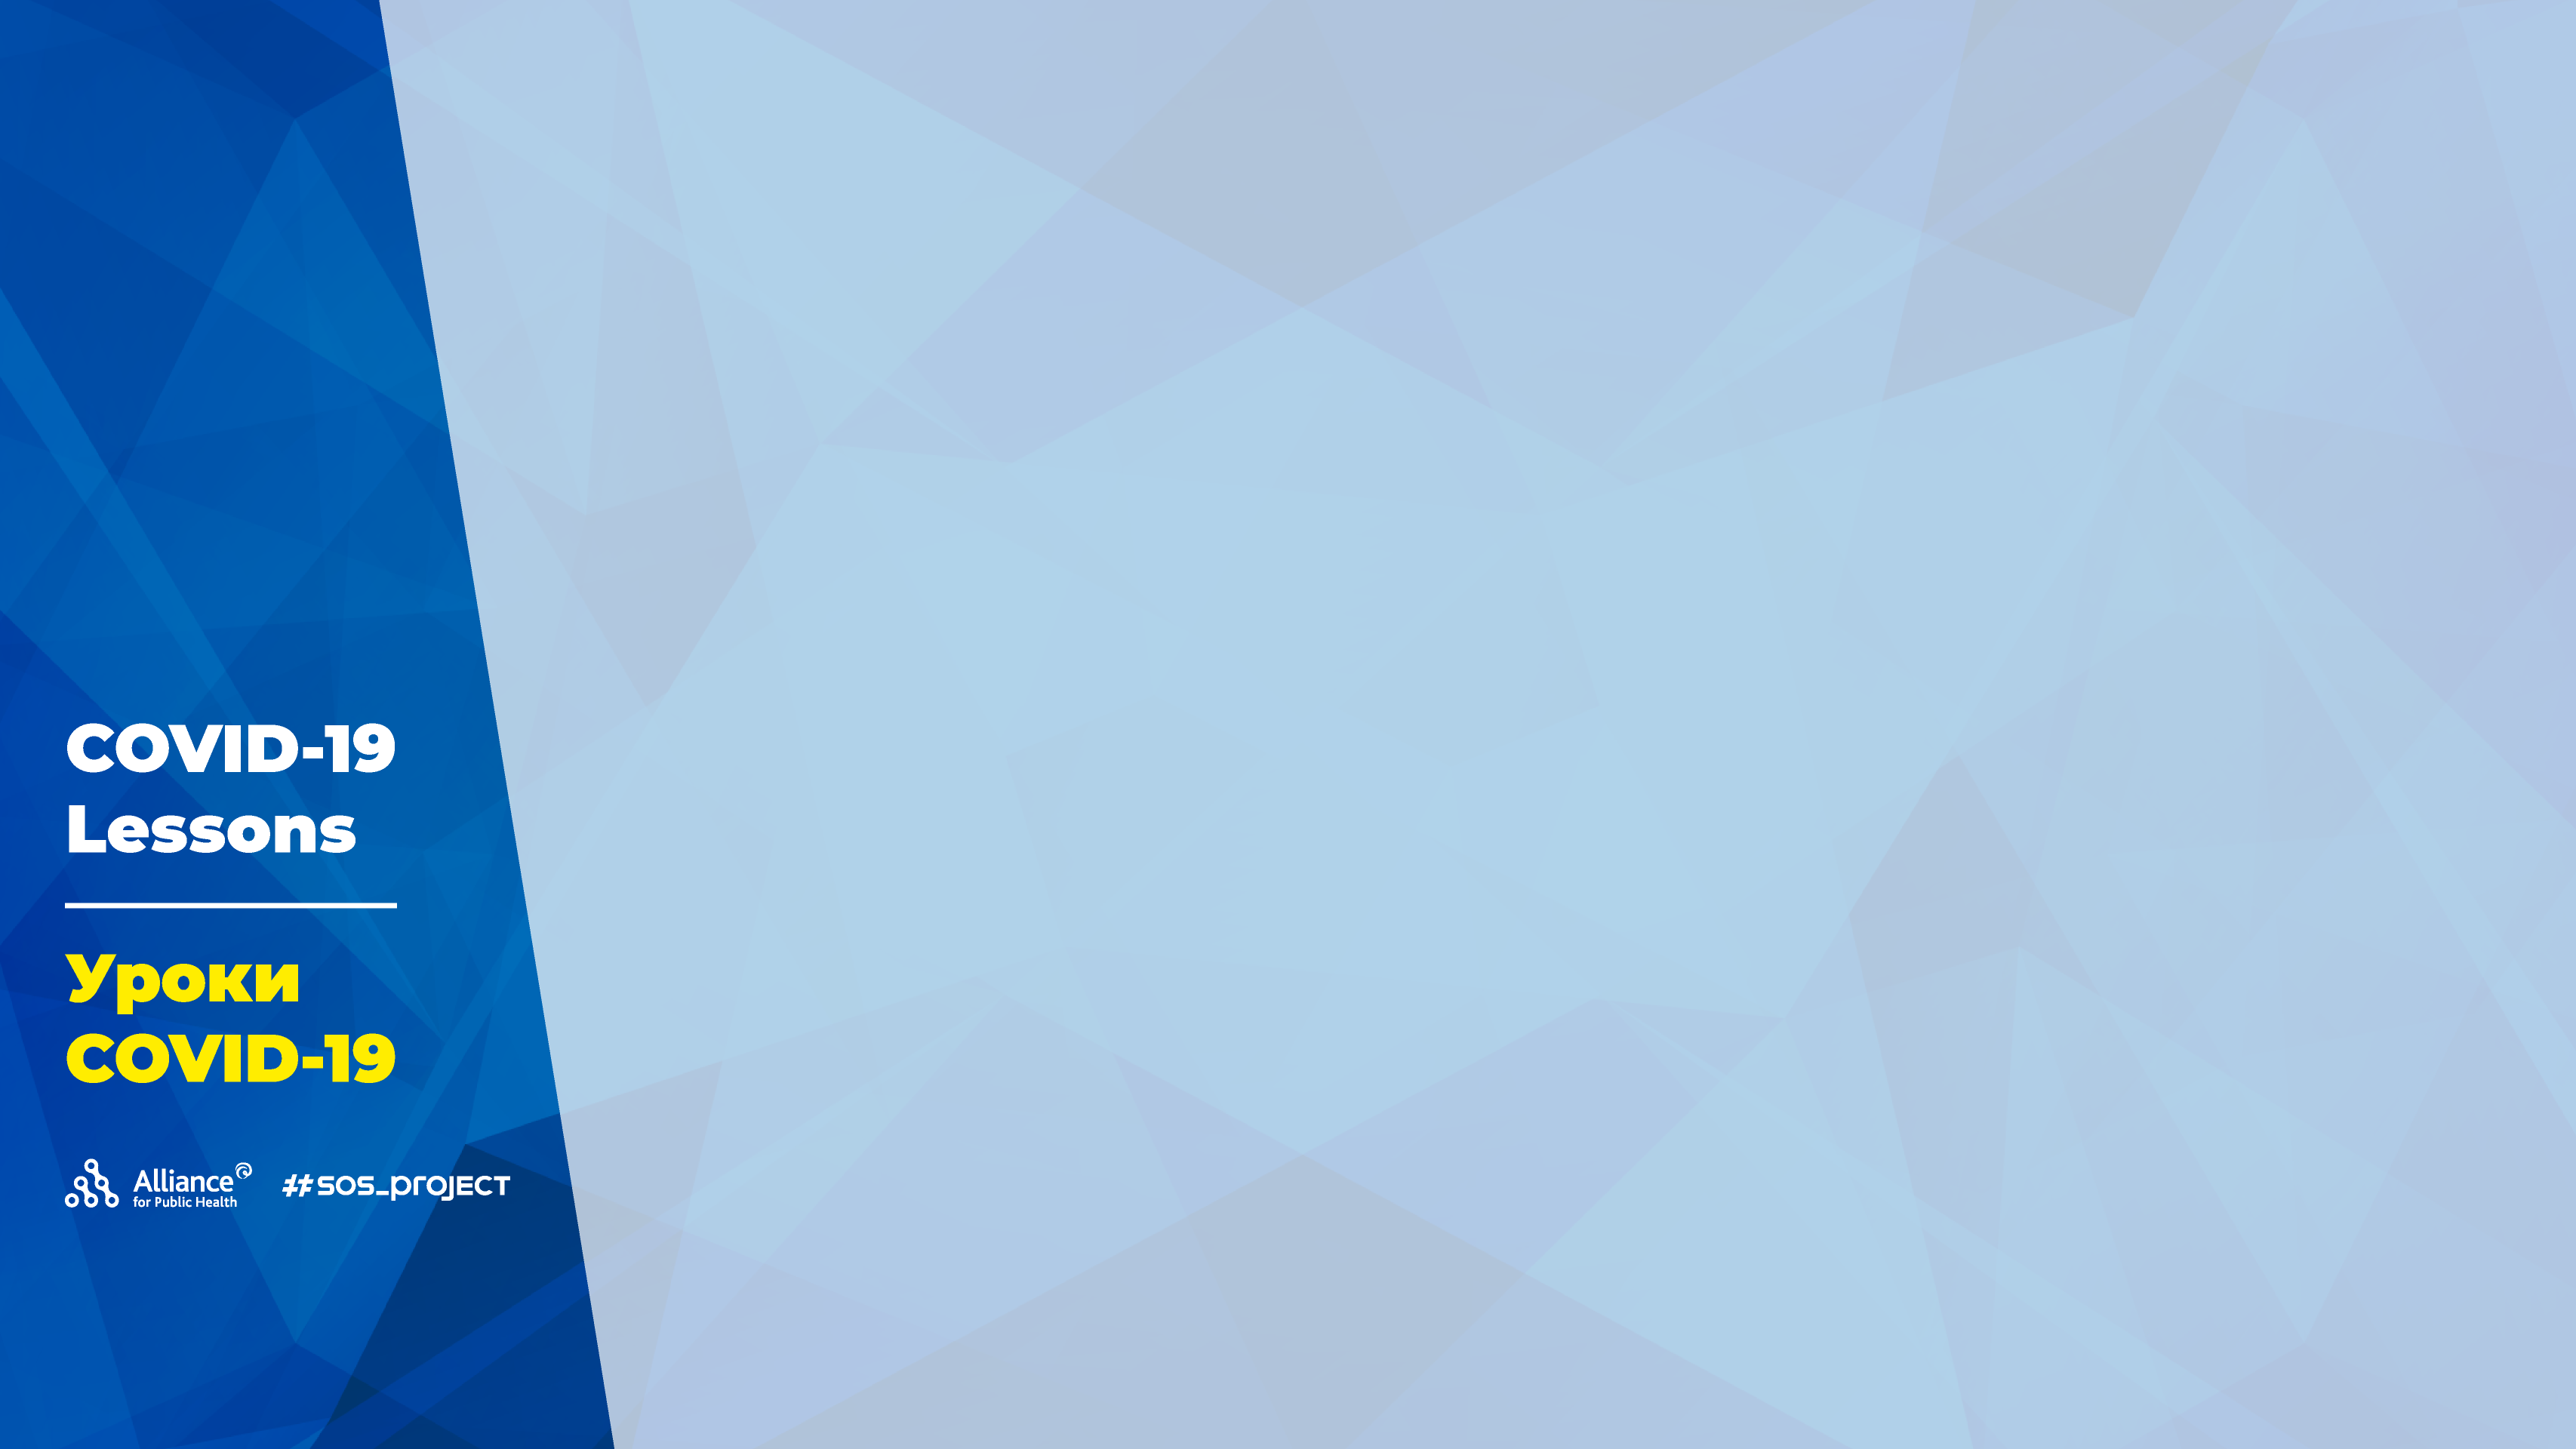 COVID-19
Lessons
Уроки
COVID-19
Alliance
for Public Health
#sos_project